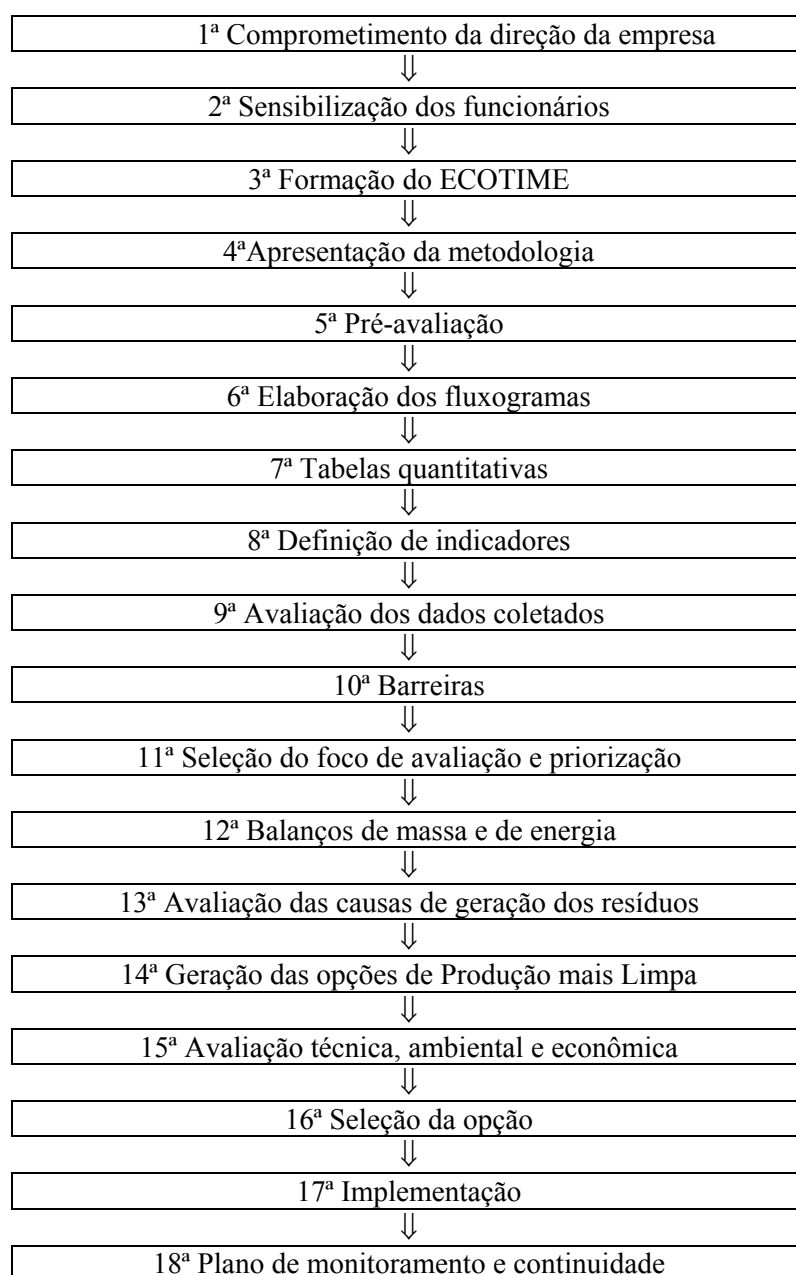 1ª Comprometimento da direção da empresa
⇓
2ª Sensibilização dos funcionários
⇓
3ª Formação do ECOTIME
⇓
4ªApresentação da metodologia
⇓
5ª Pré-avaliação
⇓
6ª Elaboração dos fluxogramas
⇓
7ª Tabelas quantitativas
⇓
8ª Definição de indicadores
⇓
9ª Avaliação dos dados coletados
⇓
10ª Barreiras
⇓
11ª Seleção do foco de avaliação e priorização
⇓
12ª Balanços de massa e de energia
⇓
13ª Avaliação das causas de geração dos resíduos
⇓
14ª Geração das opções de Produção mais Limpa
⇓
15ª Avaliação técnica, ambiental e econômica
⇓
16ª Seleção da opção
⇓
17ª Implementação
⇓
18ª Plano de monitoramento e continuidade